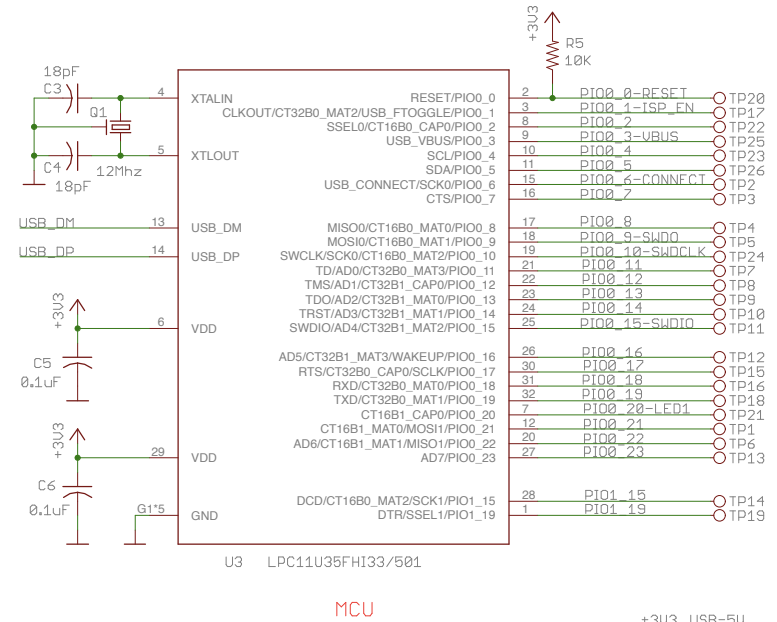 +3V3
R5
10K
18pF
C3
Q1
12Mhz
C4
18pF
4 XTALIN
5 XTLOUT
USB_DM 13 USB_DM
USB_DP 14 USB_DP
+3V3
6 VDD
C5
0.1uF
+3V3
29 VDD
C6
0.1uF
G1*5 GND
RESET/PIO0_0 2 PIO0_0-RESET TP20
CLKOUT/CT32B0_MAT2/USB_FTOGGLE/PIO0_1 3 PIO0_1-ISP_EN TP17
SSEL0/CT16B0_CAP0/PIO0_2 8 PIO0_2 TP22
USB_VBUS/PIO0_3 9 PIO0_3-VBUS TP25
SCL/PIO0_4 10 PIO0_4 TP23
SDA/PIO0_5 11 PIO0_5 TP26
USB_CONNECT/SCK0/PIO0_6 15 PIO0_6-CONNECT TP2
CTS/PIO0_7 16 PIO0_7 TP3
MISO0/CT16B0_MAT0/PIO0_8 17 PIO0_8 TP4
MOSI0/CT16B0_MAT1/PIO0_9 18 PIO0_9-SWDO TP5
SWCLK/SCK0/CT16B0_MAT2/PIO0_10 19 PIO0_10-SWDCLK TP24
TD/AD0/CT32B0_MAT3/PIO0_11 21 PIO0_11 TP7
TMS/AD1/CT32B1_CAP0/PIO0_12 22 PIO0_12 TP8
TDO/AD2/CT32B1_MAT0/PIO0_13 23 PIO0_13 TP9
TRST/AD3/CT32B1_MAT1/PIO0_14 24 PIO0_14 TP10
SWDIO/AD4/CT32B1_MAT2/PIO0_15 25 PIO0_15-SWDIO TP11
AD5/CT32B1_MAT3/WAKEUP/PIO0_16 26 PIO0_16 TP12
RTS/CT32B0_CAP0/SCLK/PIO0_17 30 PIO0_17 TP15
RXD/CT32B0_MAT0/PIO0_18 31 PIO0_18 TP16
TXD/CT32B0_MAT1/PIO0_19 32 PIO0_19 TP18
CT16B1_CAP0/PIO0_20 7 PIO0_20-LED1 TP21
CT16B1_MAT0/MOSI1/PIO0_21 12 PIO0_21 TP1
AD6/CT16B1_MAT1/MISO1/PIO0_22 20 PIO0_22 TP6
AD7/PIO0_23 27 PIO0_23 TP13
DCD/CT16B0_MAT2/SCK1/PIO1_15 28 PIO1_15 TP14
DTR/SSEL1/PIO1_19 1 PIO1_19 TP19
U3 LPC11U35FHI33/501
MCU
+3V3 USB-5V